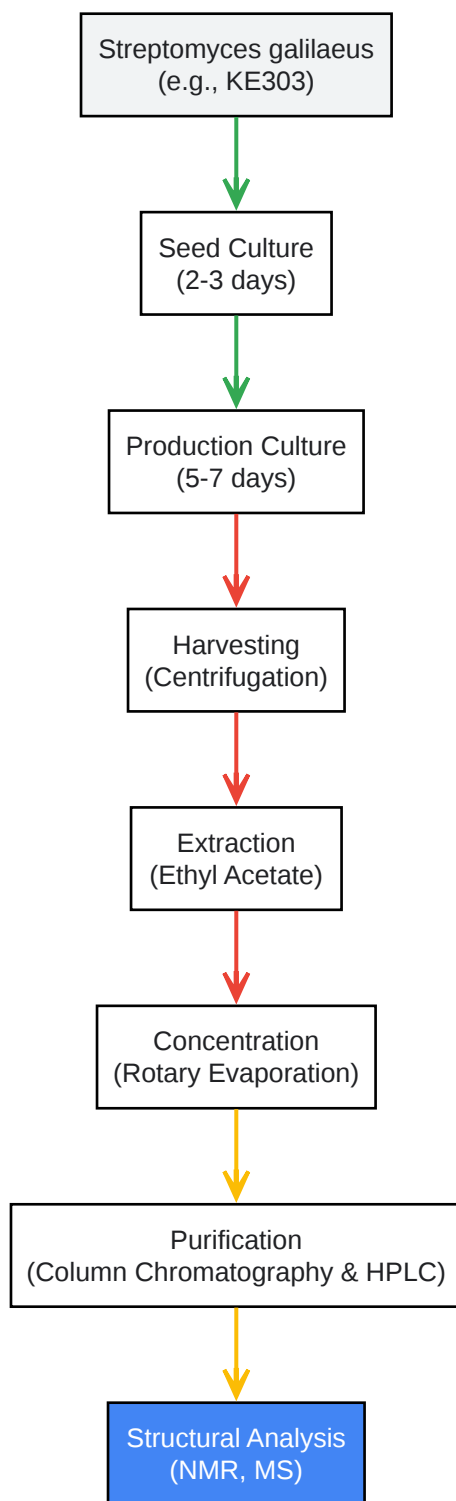 Streptomyces galilaeus
(e.g., KE303)
Seed Culture
(2-3 days)
Production Culture
(5-7 days)
Harvesting
(Centrifugation)
Extraction
(Ethyl Acetate)
Concentration
(Rotary Evaporation)
Purification
(Column Chromatography & HPLC)
Structural Analysis
(NMR, MS)